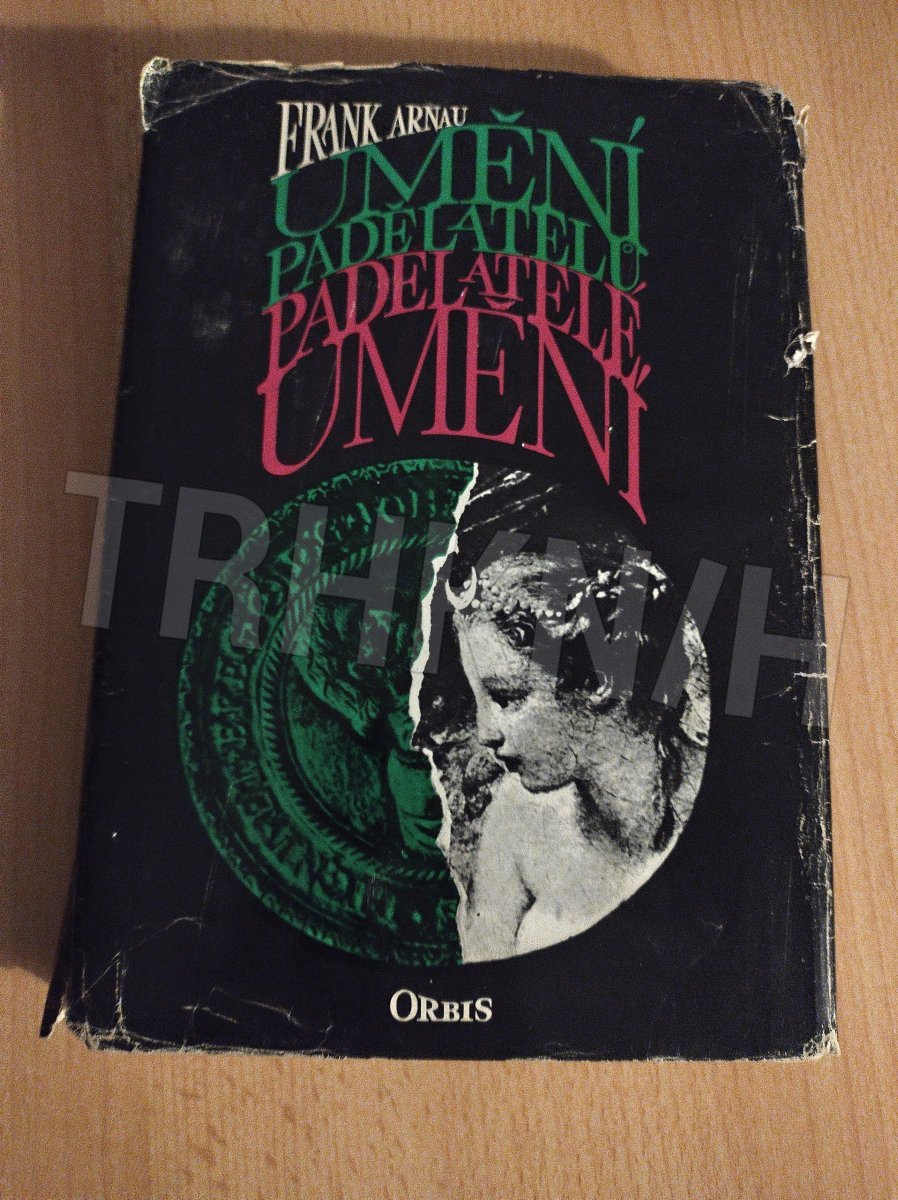 FRANK ARNAU
UMĚNÍ
PADĚLATELŮ
PADĚLATELÉ
UMĚNÍ
TRHKNIH
ORBIS